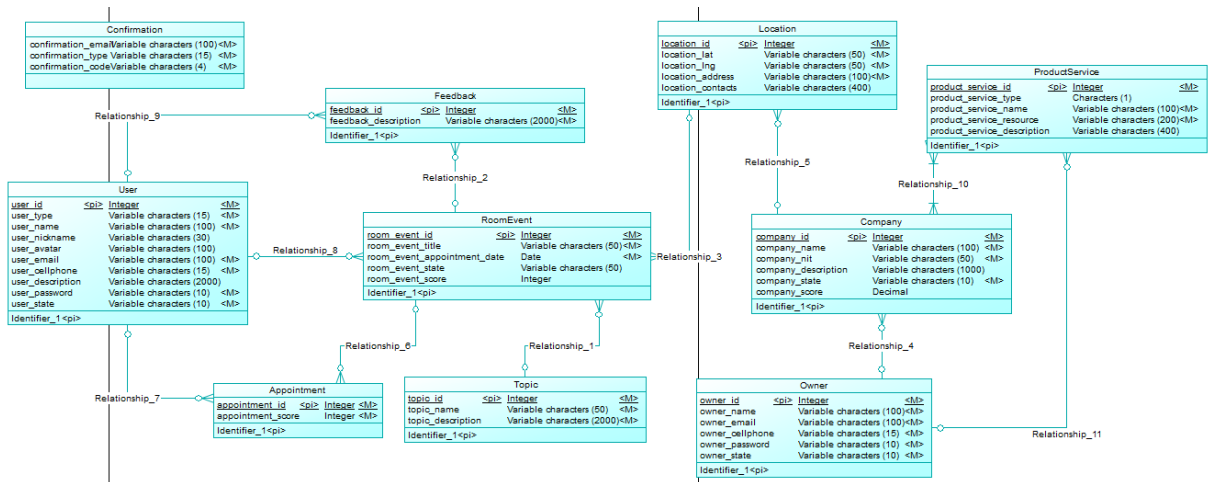 Confirmation
confirmation_email Variable characters (100) <M>
confirmation_type Variable characters (15) <M>
confirmation_code Variable characters (4) <M>
Relationship_9
Feedback
feedback_id <pi> Integer <M>
feedback_description Variable characters (2000) <M>
Identifier_1 <pi>
Relationship_2
User
user_id <pi> Integer <M>
user_type Variable characters (15) <M>
user_name Variable characters (100) <M>
user_nickname Variable characters (30)
user_avatar Variable characters (100)
user_email Variable characters (100) <M>
user_cellphone Variable characters (15) <M>
user_description Variable characters (2000)
user_password Variable characters (10) <M>
user_state Variable characters (10) <M>
Identifier_1 <pi>
Relationship_8
RoomEvent
room_event_id <pi> Integer <M>
room_event_title Variable characters (50) <M>
room_event_appointment_date Date <M>
room_event_state Variable characters (50)
room_event_score Integer
Identifier_1 <pi>
Relationship_3
Relationship_6
Relationship_1
Relationship_7
Appointment
appointment_id <pi> Integer <M>
appointment_score Integer <M>
Identifier_1 <pi>
Topic
topic_id <pi> Integer <M>
topic_name Variable characters (50) <M>
topic_description Variable characters (2000) <M>
Identifier_1 <pi>
Location
location_id <pi> Integer <M>
location_lat Variable characters (50) <M>
location_lng Variable characters (50) <M>
location_address Variable characters (100) <M>
location_contacts Variable characters (400)
Identifier_1 <pi>
Relationship_5
ProductService
product_service_id <pi> Integer <M>
product_service_type Characters (1)
product_service_name Variable characters (100) <M>
product_service_resource Variable characters (200) <M>
product_service_description Variable characters (400)
Identifier_1 <pi>
Relationship_10
Company
company_id <pi> Integer <M>
company_name Variable characters (100) <M>
company_nit Variable characters (50) <M>
company_description Variable characters (1000)
company_state Variable characters (10) <M>
company_score Decimal
Identifier_1 <pi>
Relationship_4
Owner
owner_id <pi> Integer <M>
owner_name Variable characters (100) <M>
owner_email Variable characters (100) <M>
owner_cellphone Variable characters (15) <M>
owner_password Variable characters (10) <M>
owner_state Variable characters (10) <M>
Identifier_1 <pi>
Relationship_11